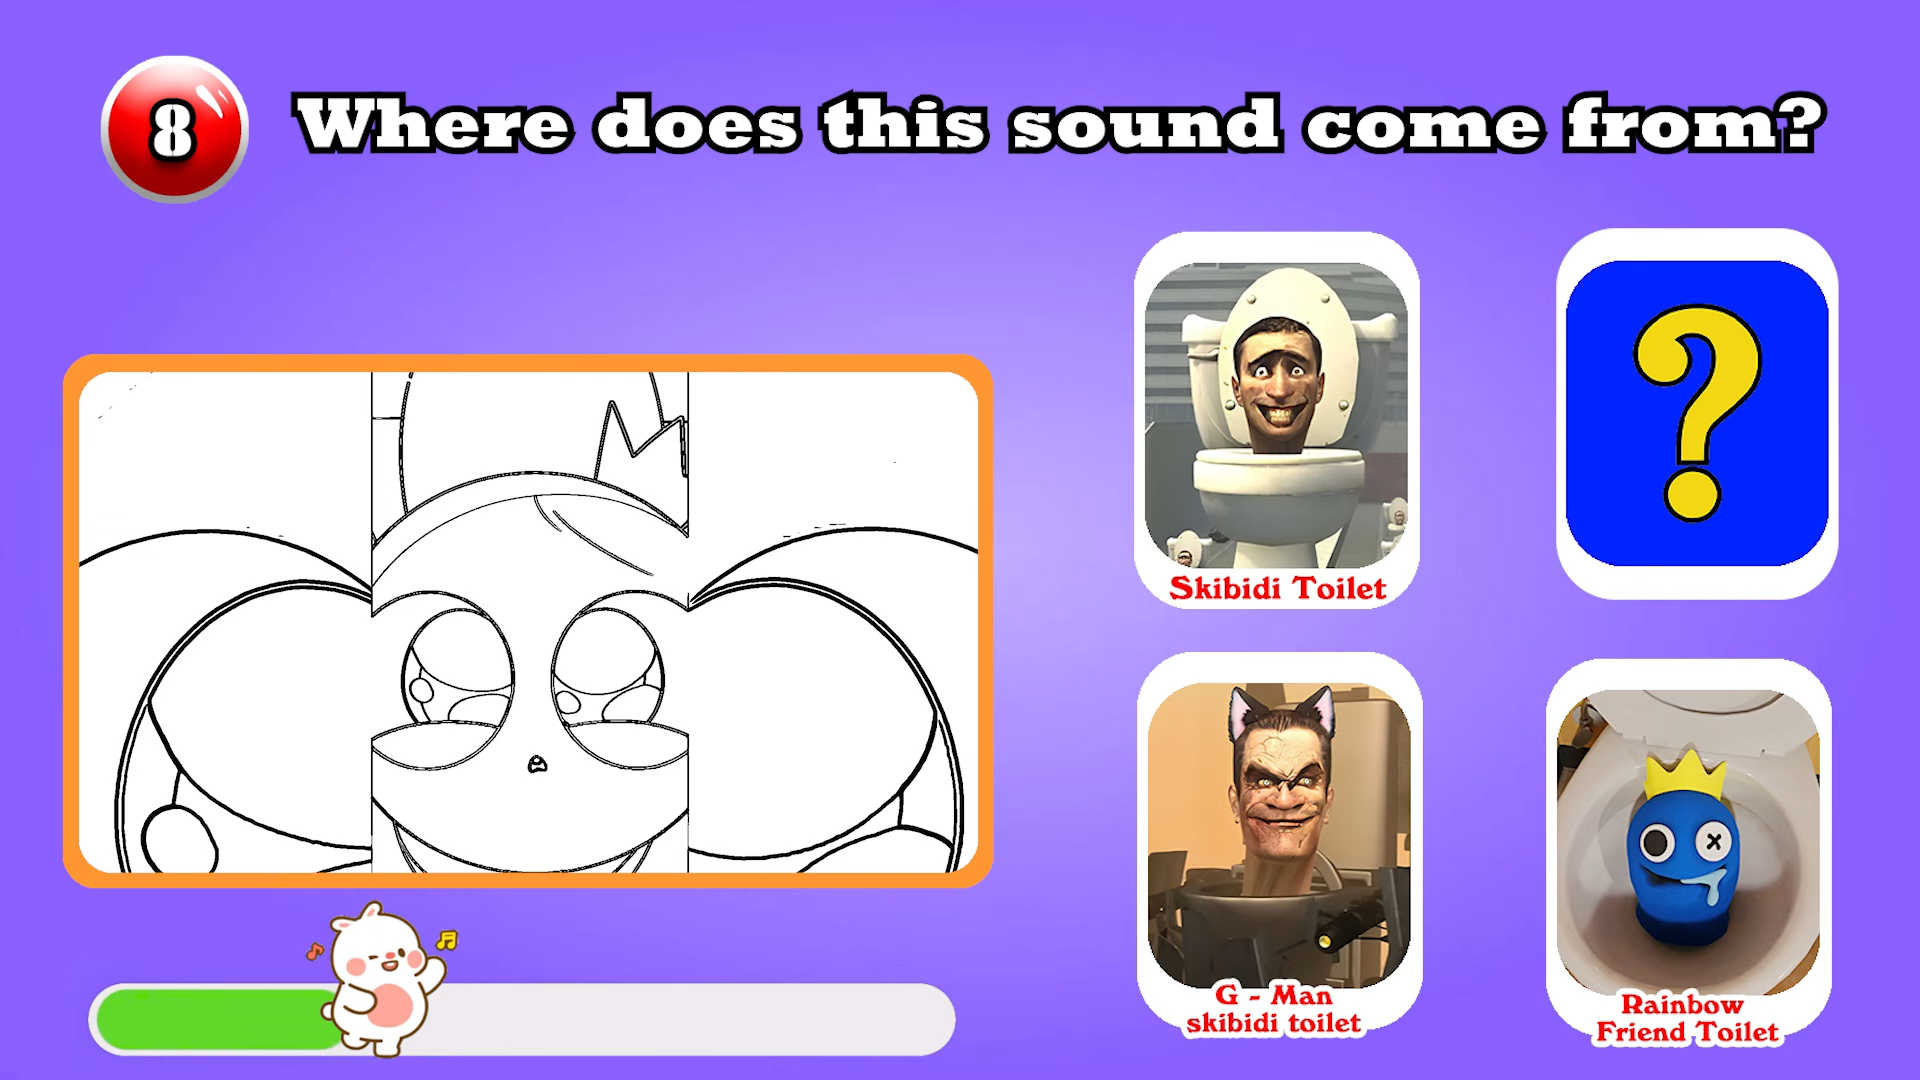 8
Where does this sound come from?
Skibidi Toilet
?
G - Man
skibidi toilet
Rainbow
Friend Toilet